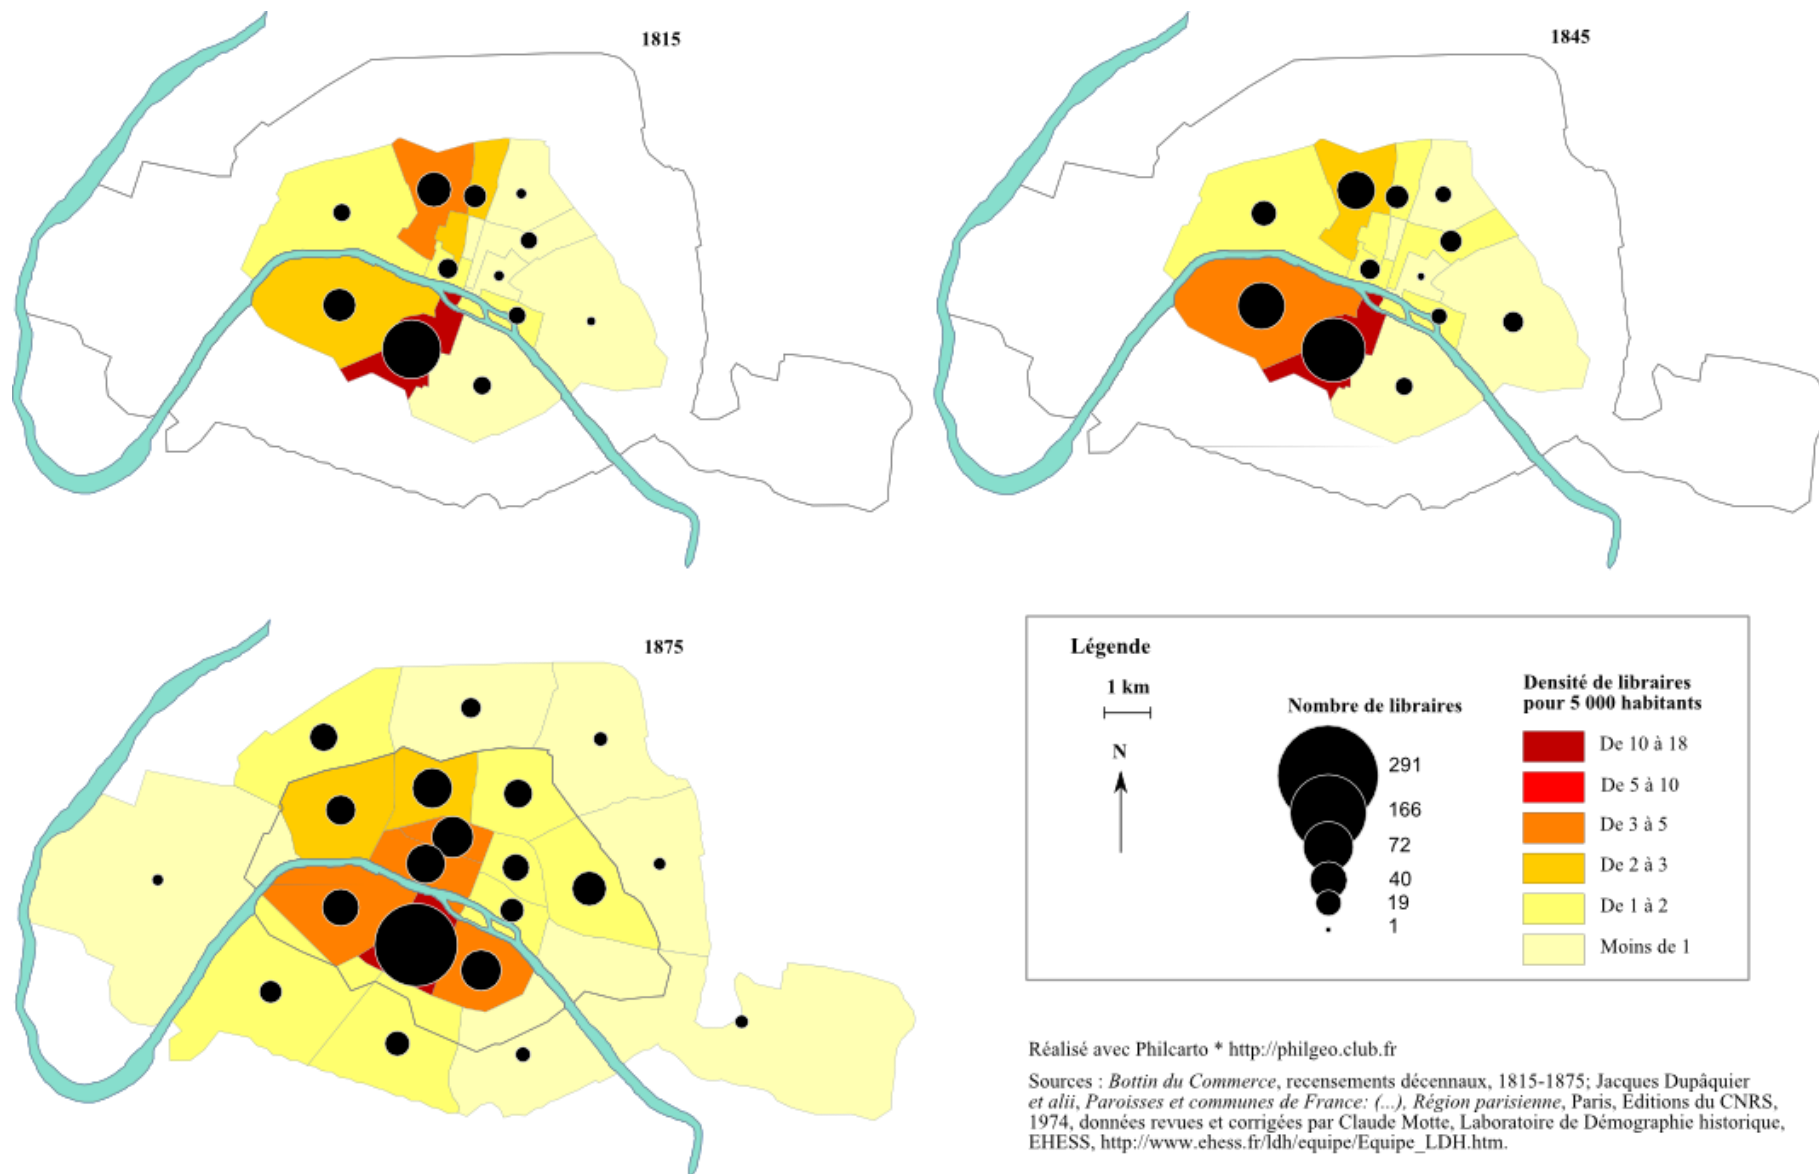 1815
1845
1875
Légende
1 km
N
Nombre de libraires
291
166
72
40
19
1
Densité de libraires
pour 5 000 habitants
De 10 à 18
De 5 à 10
De 3 à 5
De 2 à 3
De 1 à 2
Moins de 1
Réalisé avec Philcarto * http://philgeo.club.fr
Sources : Bottin du Commerce, recensements décennaux, 1815-1875; Jacques Dupâquier
et alii, Paroisses et communes de France: (...), Région parisienne, Paris, Editions du CNRS,
1974, données revues et corrigées par Claude Motte, Laboratoire de Démographie historique,
EHESS, http://www.ehess.fr/ldh/equipe/Equipe_LDH.htm.